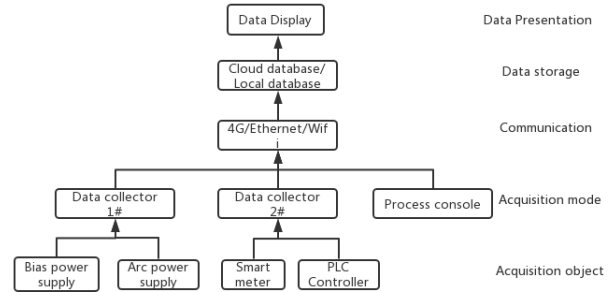 Data Display
Data Presentation
Cloud database/
Local database
Data storage
4G/Ethernet/Wif
i
Communication
Data collector
1#
Data collector
2#
Process console
Acquisition mode
Bias power
supply
Arc power
supply
Smart
meter
PLC
Controller
Acquisition object